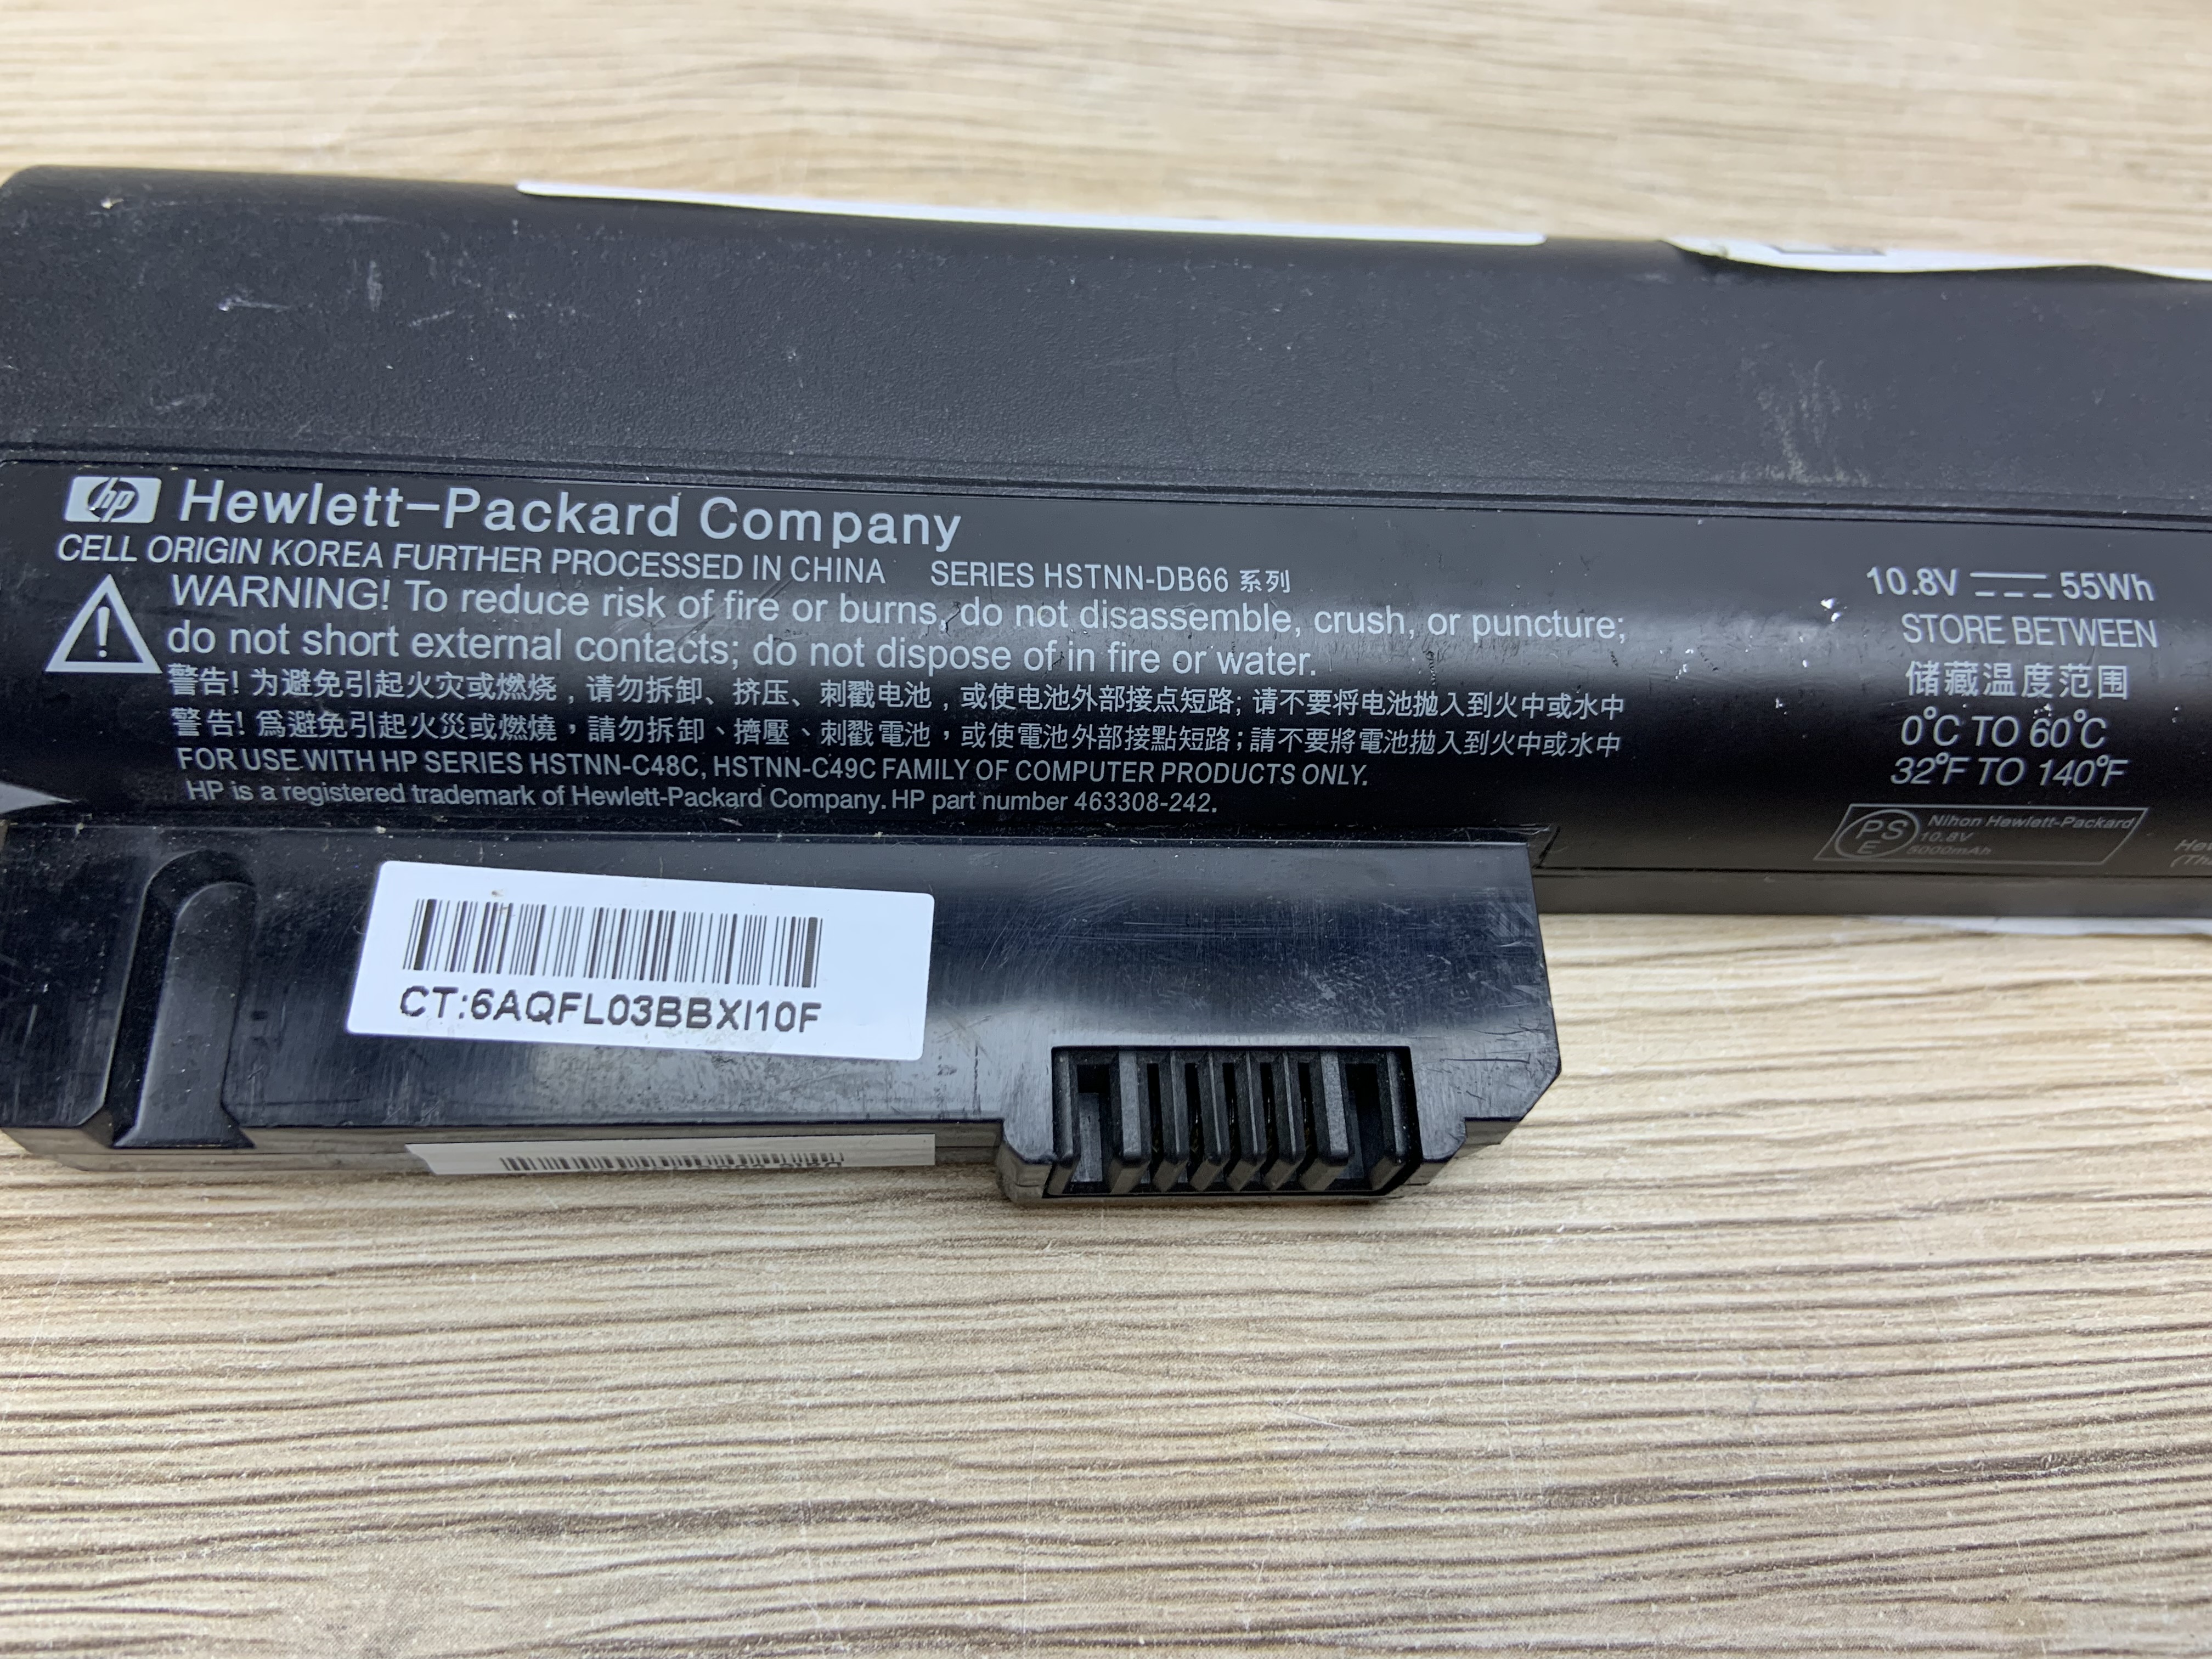 hp Hewlett-Packard Company
CELL ORIGIN KOREA FURTHER PROCESSED IN CHINA SERIES HSTNN-DB66 系列
WARNING! To reduce risk of fire or burns, do not disassemble, crush, or puncture;
do not short external contacts; do not dispose of in fire or water.
警告! 为避免引起火灾或燃烧，请勿拆卸、挤压、刺戳电池，或使电池外部接点短路; 请不要将电池抛入到火中或水中
警告! 爲避免引起火災或燃燒，請勿拆卸、擠壓、刺戳電池，或使電池外部接點短路; 請不要將電池拋入到火中或水中
FOR USE WITH HP SERIES HSTNN-C48C, HSTNN-C49C FAMILY OF COMPUTER PRODUCTS ONLY.
HP is a registered trademark of Hewlett-Packard Company. HP part number 463308-242.
10.8V 55Wh
STORE BETWEEN
储藏温度范围
0°C TO 60°C
32°F TO 140°F
PS E
Nihon Hewlett-Packard
10.8V
5000mAh
CT:6AQFL03BBXI10F